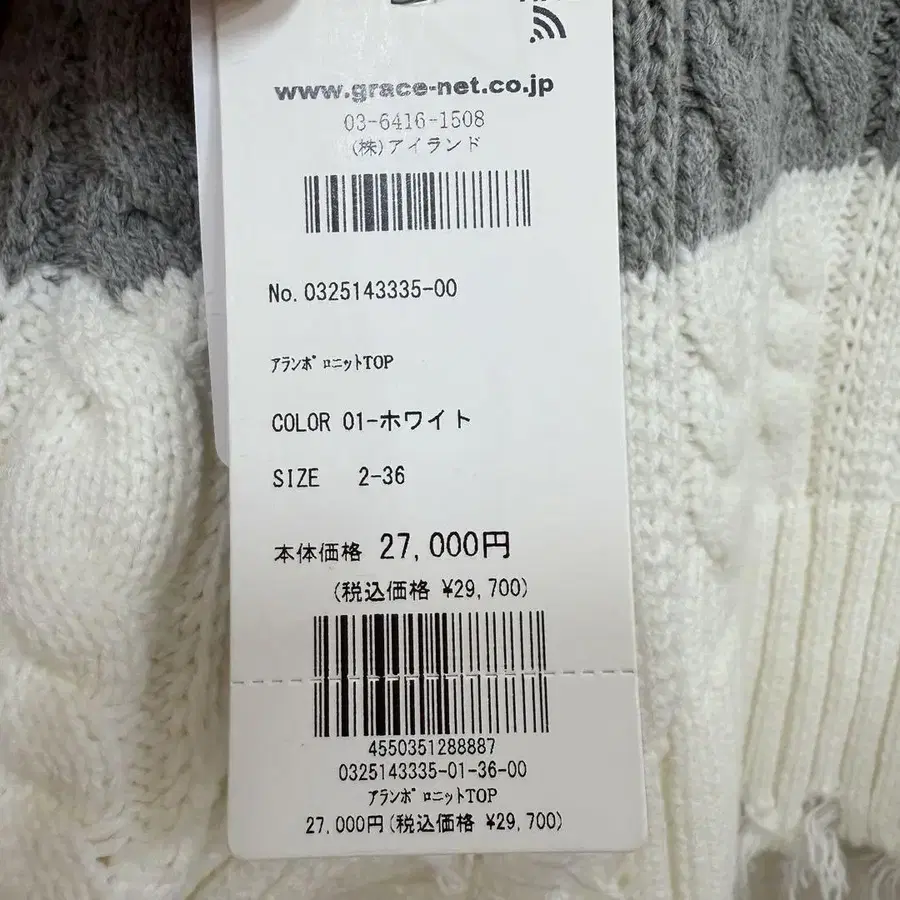 www.grace-net.co.jp
03-6416-1508
(株)アイランド
No. 0325143335-00
アランポロニットTOP
COLOR 01-ホワイト
SIZE 2-36
本体価格 27,000円
(税込価格 ¥29,700)
4550351288887
0325143335-01-36-00
アランポロニットTOP
27,000円(税込価格 ¥29,700)